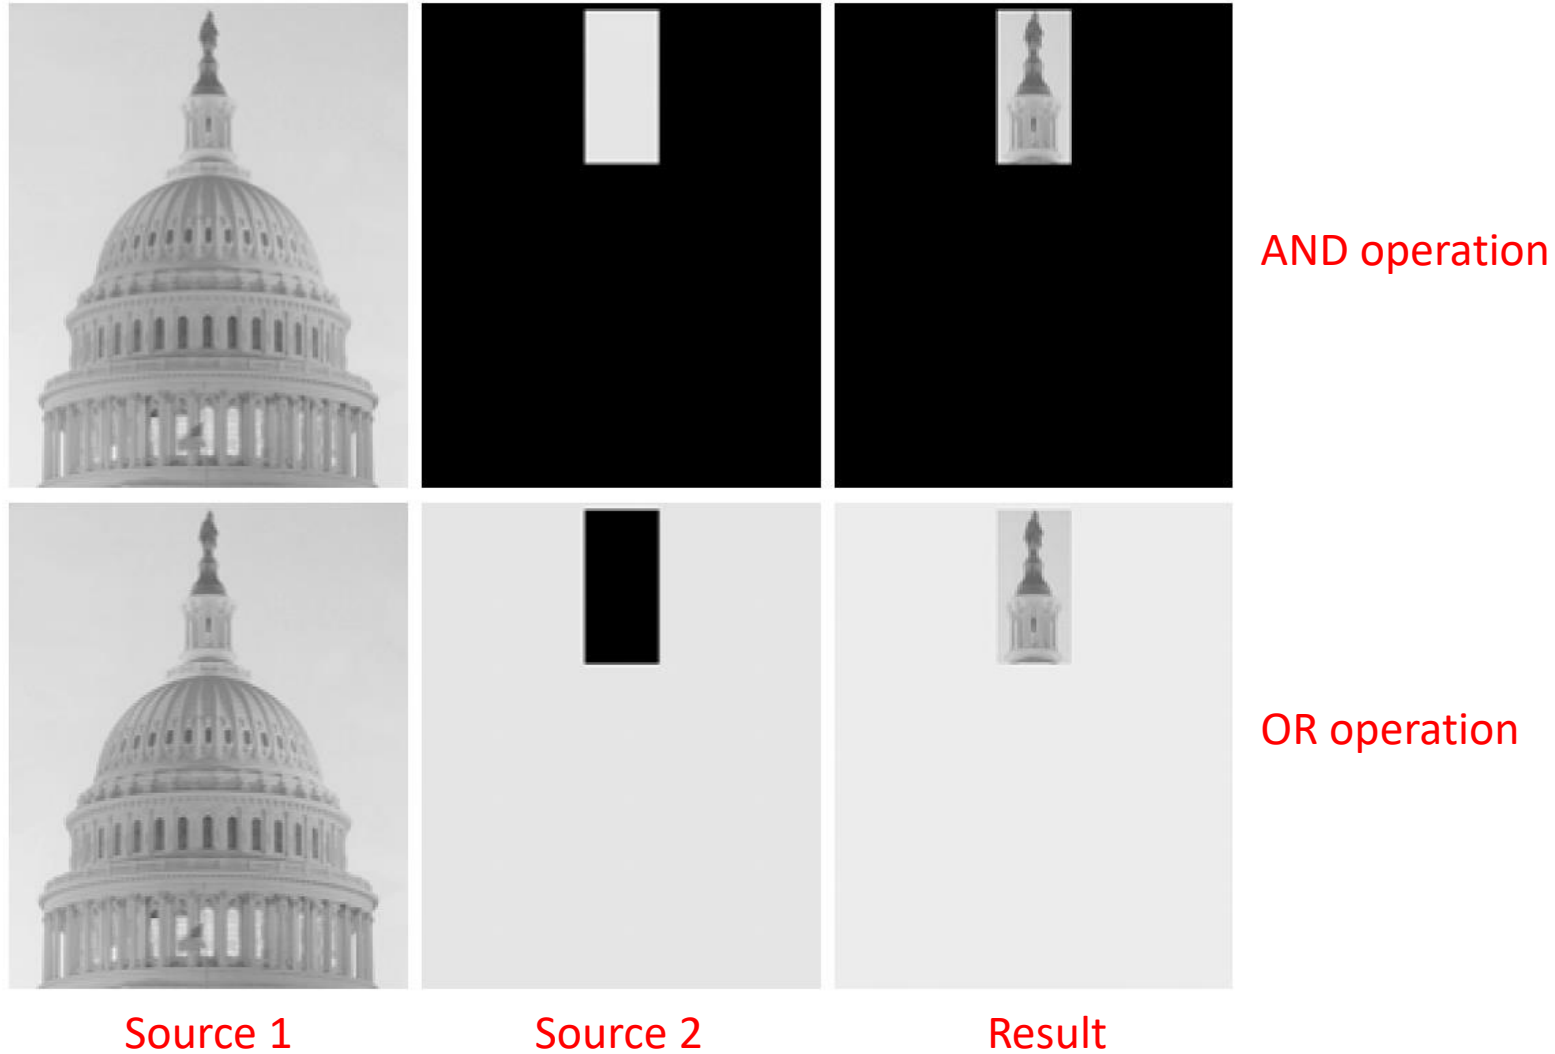 AND operation
OR operation
Source 1
Source 2
Result